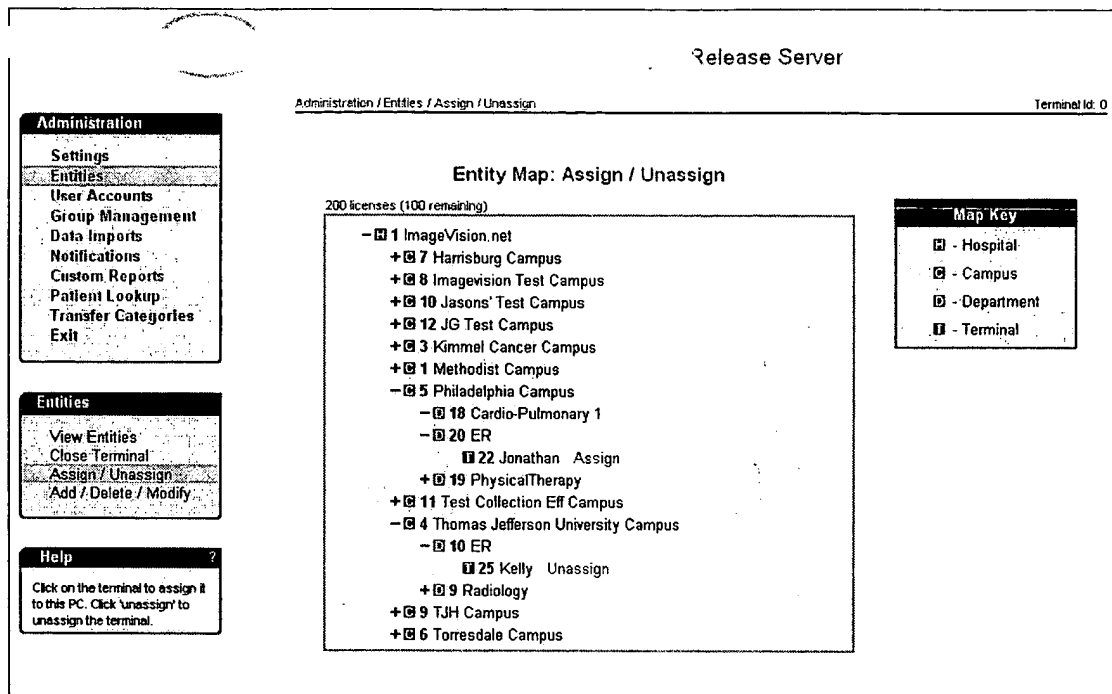 Release Server
Administration / Entities / Assign / Unassign Terminal Id: 0
Administration
Settings
Entities
User Accounts
Group Management
Data Imports
Notifications
Custom Reports
Patient Lookup
Transfer Categories
Exit
Entities
View Entities
Close Terminal
Assign / Unassign
Add / Delete / Modify
Help ?
Click on the terminal to assign it
to this PC. Click 'unassign' to
unassign the terminal.
Entity Map: Assign / Unassign
200 licenses (100 remaining)
− H 1 ImageVision.net
+ C 7 Harrisburg Campus
+ C 8 Imagevision Test Campus
+ C 10 Jasons' Test Campus
+ C 12 JG Test Campus
+ C 3 Kimmel Cancer Campus
+ C 1 Methodist Campus
− C 5 Philadelphia Campus
− D 18 Cardio-Pulmonary 1
− D 20 ER
T 22 Jonathan Assign
+ D 19 PhysicalTherapy
+ C 11 Test Collection Eff Campus
− C 4 Thomas Jefferson University Campus
− D 10 ER
T 25 Kelly Unassign
+ D 9 Radiology
+ C 9 TJH Campus
+ C 6 Torresdale Campus
Map Key
H - Hospital
C - Campus
D - Department
T - Terminal